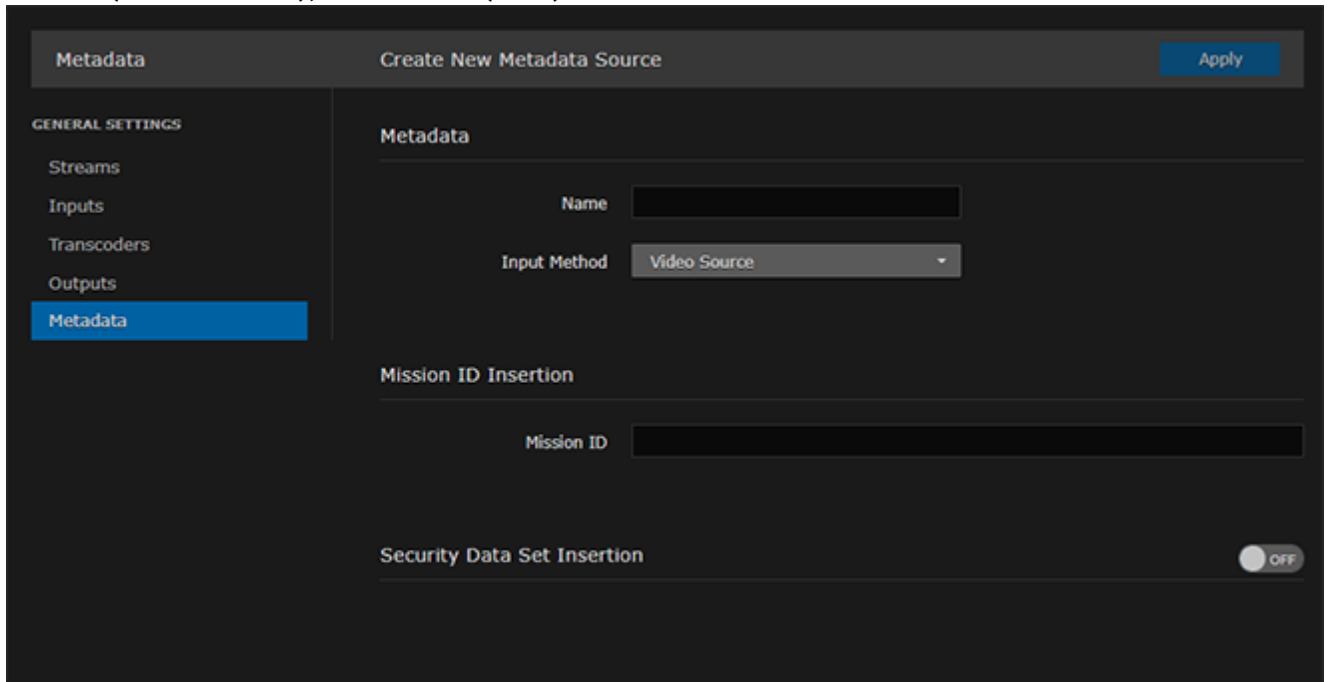 Metadata
Create New Metadata Source
Apply
GENERAL SETTINGS
Streams
Inputs
Transcoders
Outputs
Metadata
Metadata
Name
Input Method
Video Source
Mission ID Insertion
Mission ID
Security Data Set Insertion
OFF